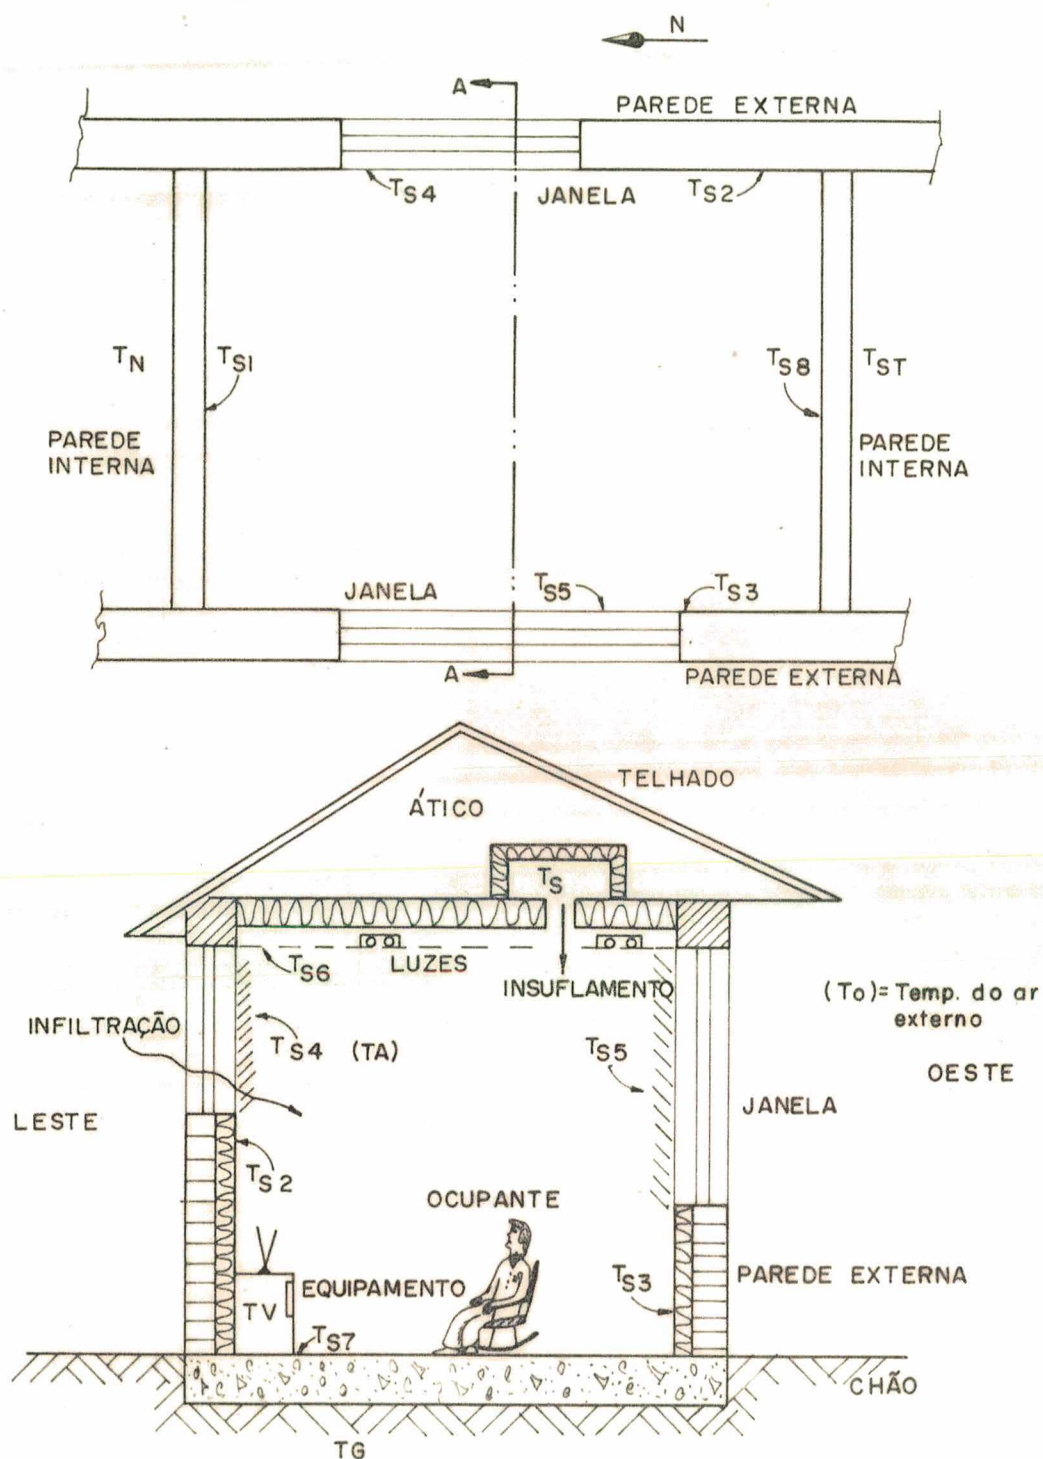 N
A
PAREDE EXTERNA
TS4
JANELA
TS2
TN
TS1
TS8
TST
PAREDE
INTERNA
PAREDE
INTERNA
JANELA
TS5
TS3
A
PAREDE EXTERNA
TELHADO
ÁTICO
TS
TS6
LUZES
INSUFLAMENTO
(To)= Temp. do ar
externo
INFILTRAÇÃO
TS4 (TA)
TS5
OESTE
LESTE
JANELA
TS2
OCUPANTE
TS3
PAREDE EXTERNA
EQUIPAMENTO
TV
TS7
CHÃO
TG